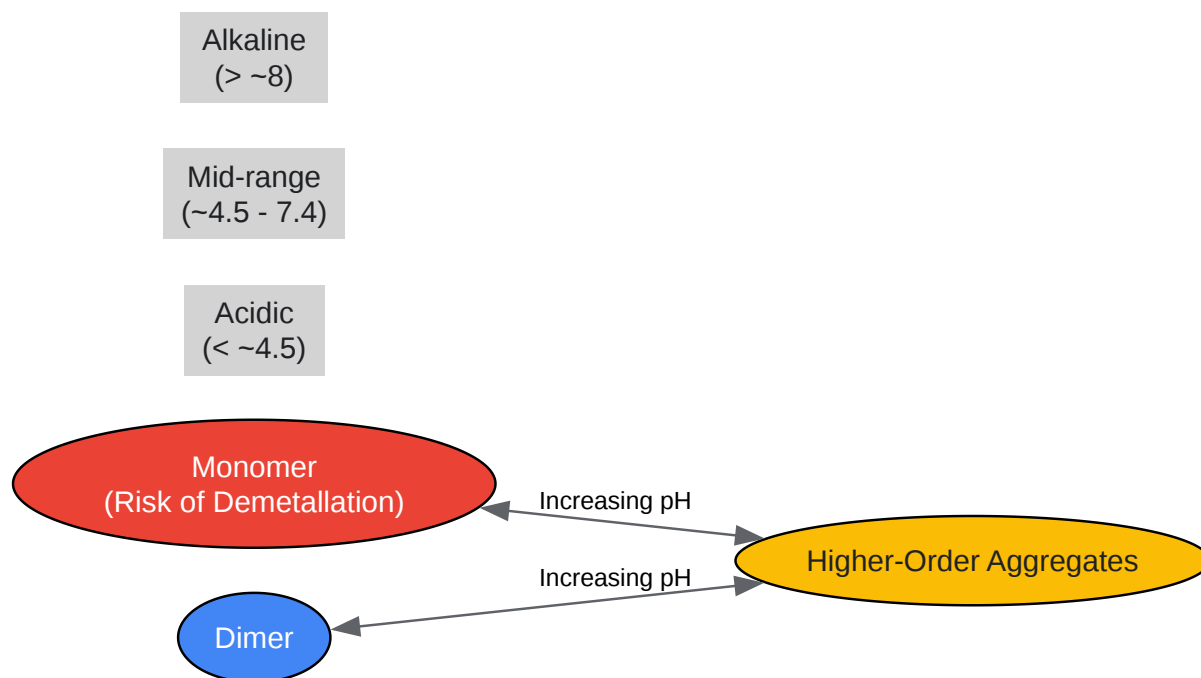 Alkaline
(> ~8)
Mid-range
(~4.5 - 7.4)
Acidic
(< ~4.5)
Monomer
(Risk of Demetallation)
Increasing pH
Higher-Order Aggregates
Increasing pH
Dimer